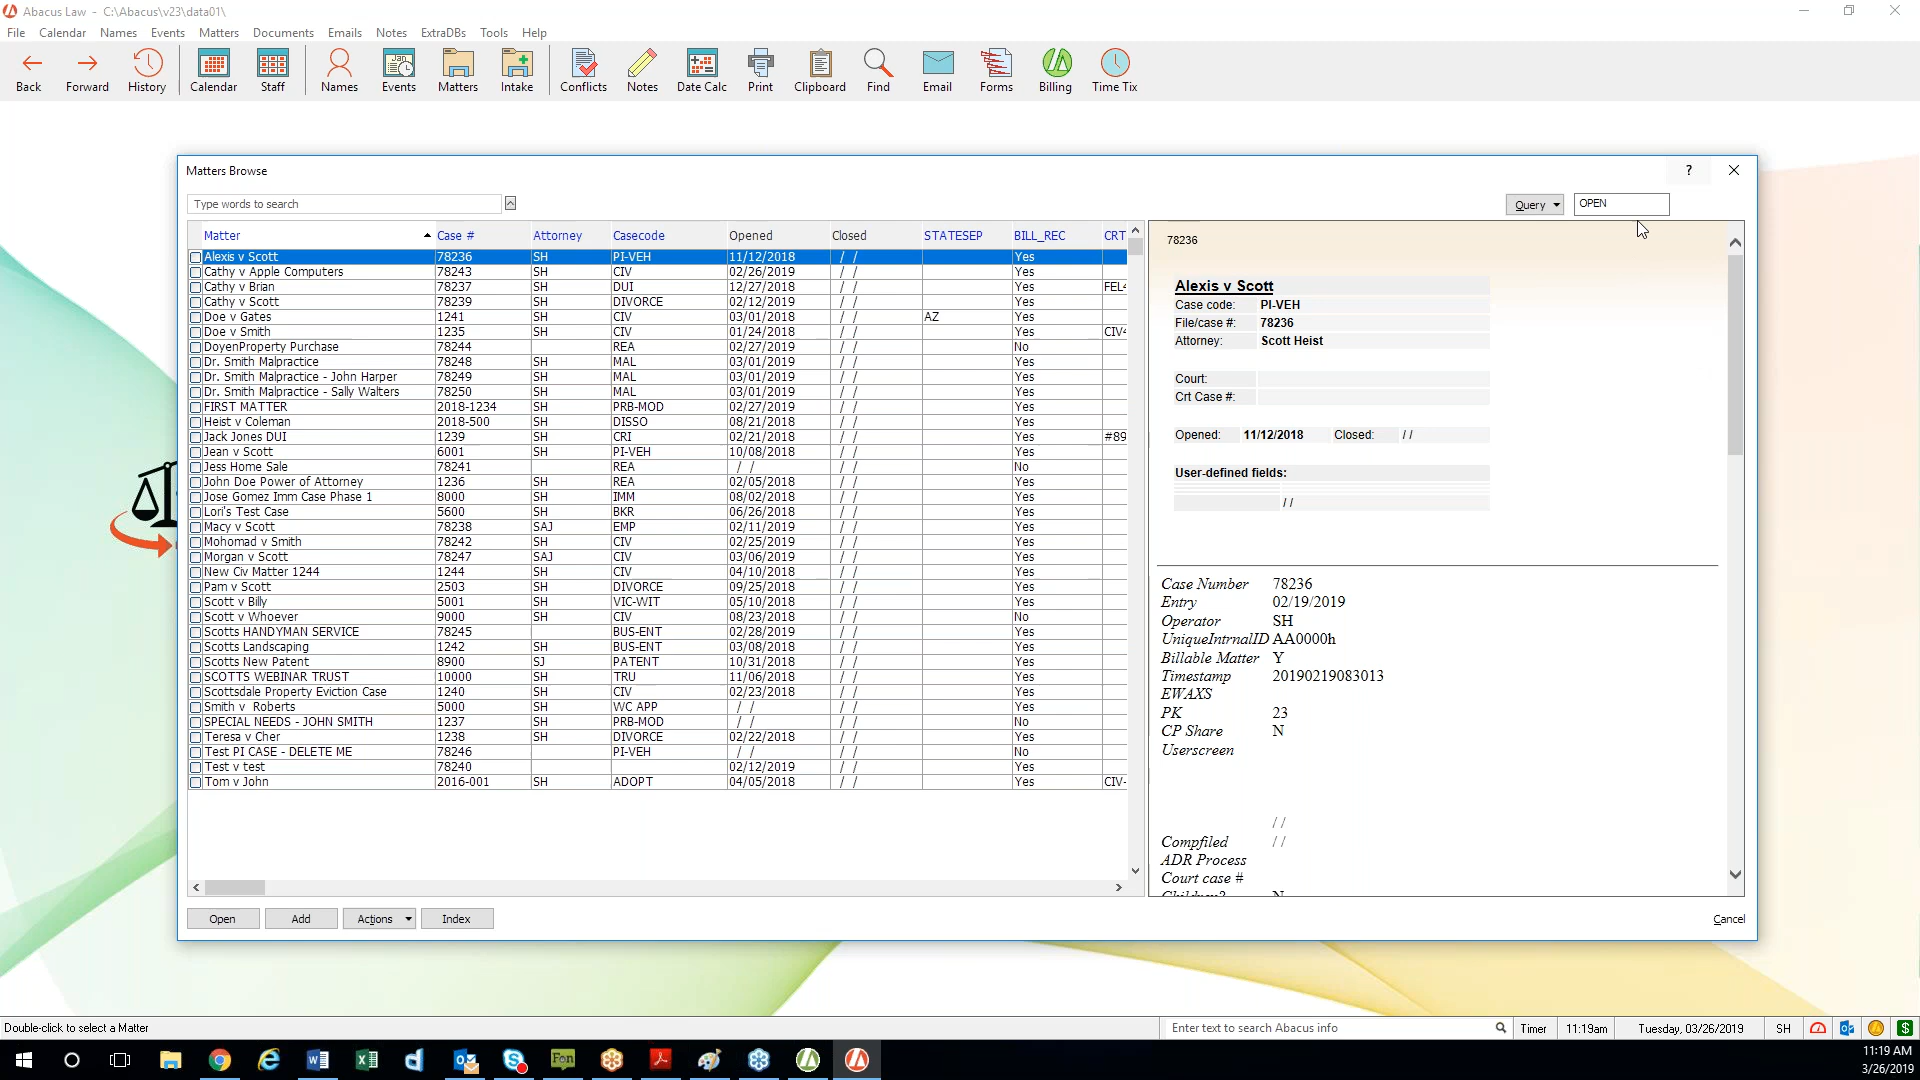 Abacus Law - C:\Abacus\v23\data01\
File Calendar Names Events Matters Documents Emails Notes ExtraDBs Tools Help
Jan
Back Forward History Calendar Staff Names Events Matters Intake Conflicts Notes Date Calc Print Clipboard Find Email Forms Billing Time Tix
Matters Browse ?
Type words to search Query OPEN
Matter Case # Attorney Casecode Opened Closed STATESEP BILL_REC CRT
Alexis v Scott 78236 SH PI-VEH 11/12/2018 / / Yes
Cathy v Apple Computers 78243 SH CIV 02/26/2019 / / Yes
Cathy v Brian 78237 SH DUI 12/27/2018 / / Yes FEL4
Cathy v Scott 78239 SH DIVORCE 02/12/2019 / / Yes
Doe v Gates 1241 SH CIV 03/01/2018 / / AZ Yes
Doe v Smith 1235 SH CIV 01/24/2018 / / Yes CIV4
DoyenProperty Purchase 78244 REA 02/27/2019 / / No
Dr. Smith Malpractice 78248 SH MAL 03/01/2019 / / Yes
Dr. Smith Malpractice - John Harper 78249 SH MAL 03/01/2019 / / Yes
Dr. Smith Malpractice - Sally Walters 78250 SH MAL 03/01/2019 / / Yes
FIRST MATTER 2018-1234 SH PRB-MOD 02/27/2019 / / Yes
Heist v Coleman 2018-500 SH DISSO 08/21/2018 / / Yes
Jack Jones DUI 1239 SH CRI 02/21/2018 / / Yes #89
Jean v Scott 6001 SH PI-VEH 10/08/2018 / / Yes
Jess Home Sale 78241 REA / / / / No
John Doe Power of Attorney 1236 SH REA 02/05/2018 / / Yes
Jose Gomez Imm Case Phase 1 8000 SH IMM 08/02/2018 / / Yes
Lori's Test Case 5600 SH BKR 06/26/2018 / / Yes
Macy v Scott 78238 SAJ EMP 02/11/2019 / / Yes
Mohomad v Smith 78242 SH CIV 02/25/2019 / / Yes
Morgan v Scott 78247 SAJ CIV 03/06/2019 / / Yes
New Civ Matter 1244 1244 SH CIV 04/10/2018 / / Yes
Pam v Scott 2503 SH DIVORCE 09/25/2018 / / Yes
Scott v Billy 5001 SH VIC-WIT 05/10/2018 / / Yes
Scott v Whoever 9000 SH CIV 08/23/2018 / / No
Scotts HANDYMAN SERVICE 78245 BUS-ENT 02/28/2019 / / Yes
Scotts Landscaping 1242 SH BUS-ENT 03/08/2018 / / Yes
Scotts New Patent 8900 SJ PATENT 10/31/2018 / / Yes
SCOTTS WEBINAR TRUST 10000 SH TRU 11/06/2018 / / Yes
Scottsdale Property Eviction Case 1240 SH CIV 02/23/2018 / / Yes
Smith v Roberts 5000 SH WC APP / / / / Yes
SPECIAL NEEDS - JOHN SMITH 1237 SH PRB-MOD / / / / No
Teresa v Cher 1238 SH DIVORCE 02/22/2018 / / Yes
Test PI CASE - DELETE ME 78246 PI-VEH / / / / No
Test v test 78240 02/12/2019 / / Yes
Tom v John 2016-001 SH ADOPT 04/05/2018 / / Yes CIV-
78236
Alexis v Scott
Case code: PI-VEH
File/case #: 78236
Attorney: Scott Heist
Court:
Crt Case #:
Opened: 11/12/2018 Closed: / /
User-defined fields:
/ /
Case Number 78236
Entry 02/19/2019
Operator SH
UniqueIntrnalID AA0000h
Billable Matter Y
Timestamp 20190219083013
EWAXS
PK 23
CP Share N
Userscreen
/ /
Compfiled / /
ADR Process
Court case #
Children? N
Open Add Actions Index Cancel
Double-click to select a Matter Enter text to search Abacus info Timer 11:19am Tuesday, 03/26/2019 SH
Fon
11:19 AM
3/26/2019